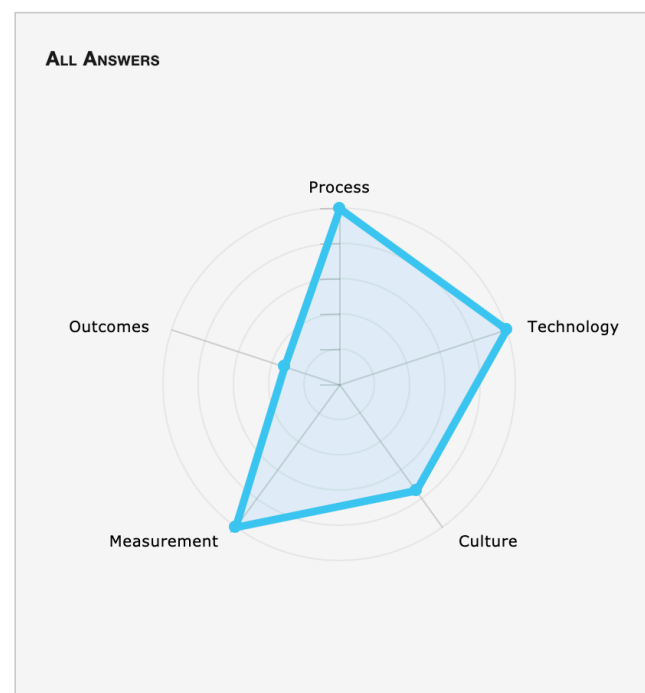 All Answers
Process
Outcomes
Technology
Measurement
Culture